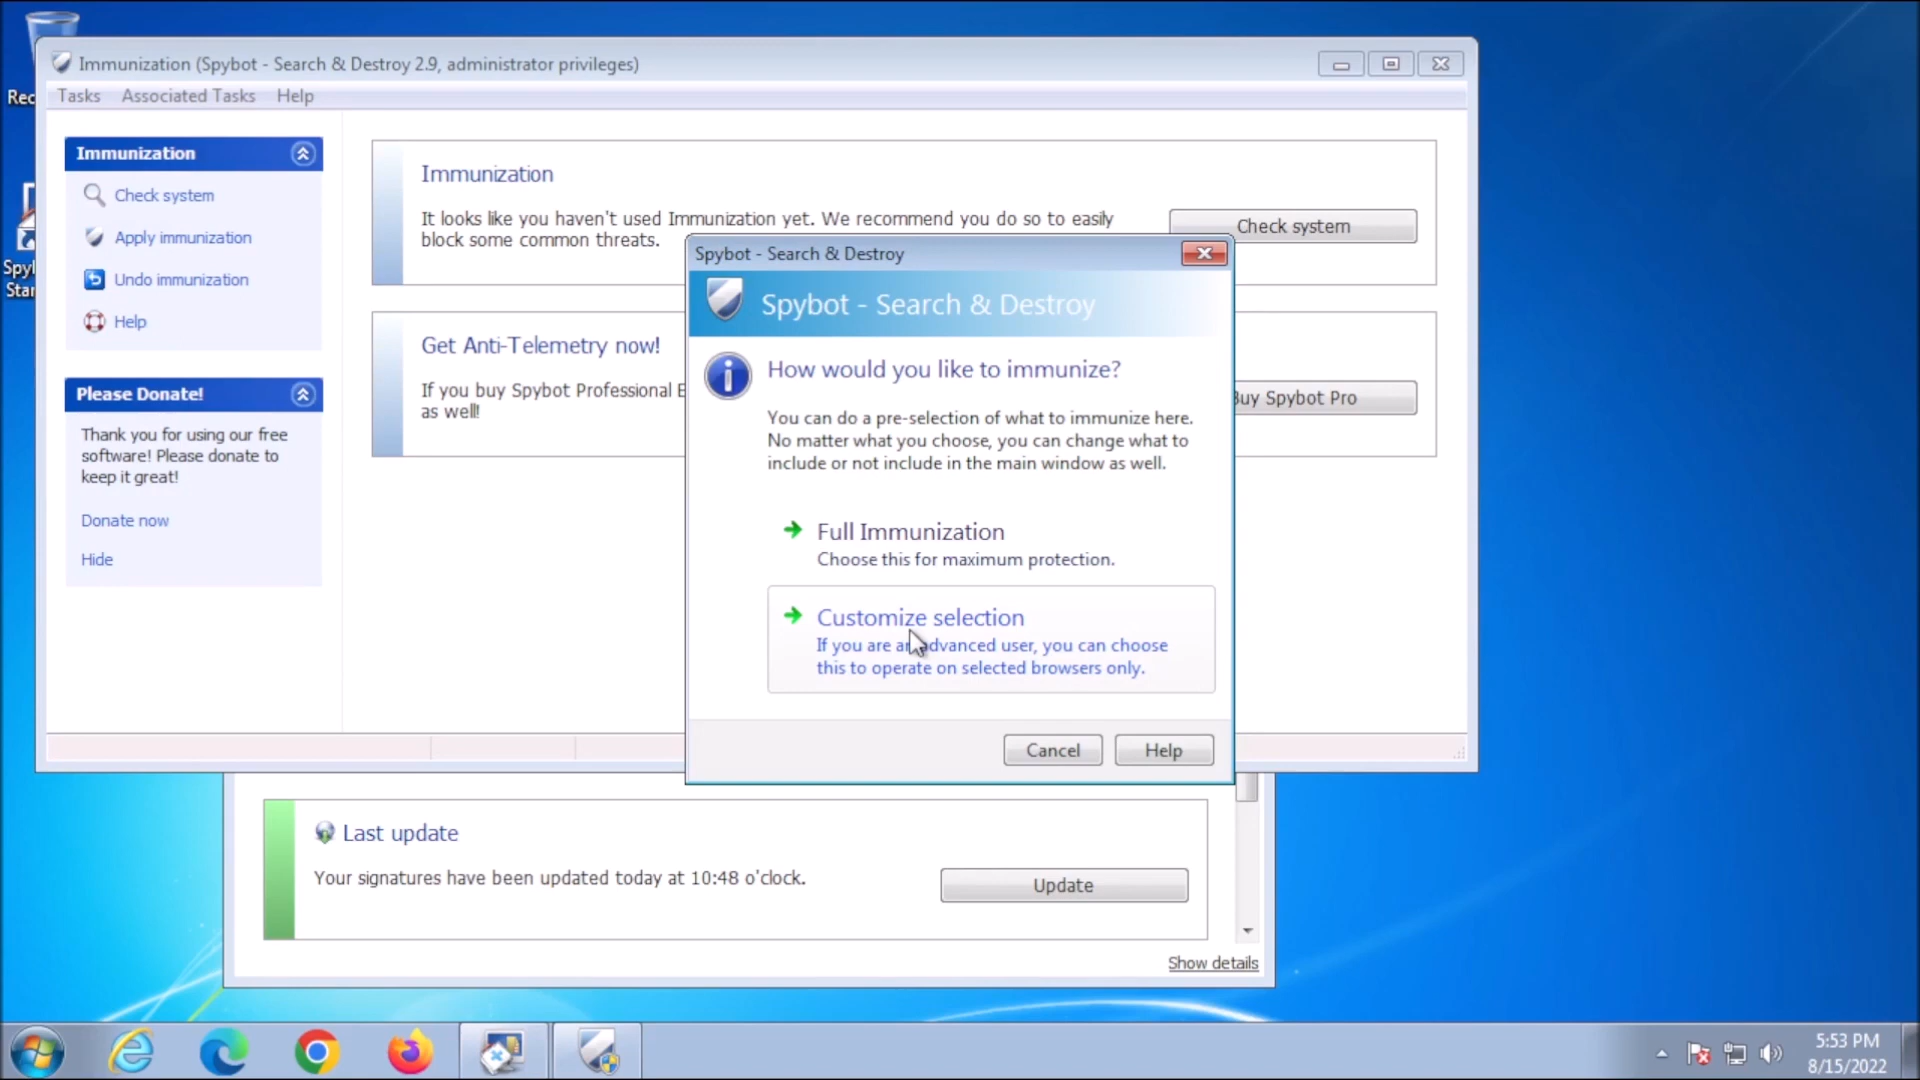 Rec
Spyl
Star
Immunization (Spybot - Search & Destroy 2.9, administrator privileges)
Tasks
Associated Tasks
Help
Immunization
Check system
Apply immunization
Undo immunization
Help
Please Donate!
Thank you for using our free
software! Please donate to
keep it great!
Donate now
Hide
Immunization
It looks like you haven't used Immunization yet. We recommend you do so to easily
block some common threats.
Check system
Get Anti-Telemetry now!
If you buy Spybot Professional E
as well!
Buy Spybot Pro
Spybot - Search & Destroy
Spybot - Search & Destroy
How would you like to immunize?
You can do a pre-selection of what to immunize here.
No matter what you choose, you can change what to
include or not include in the main window as well.
Full Immunization
Choose this for maximum protection.
Customize selection
If you are an advanced user, you can choose
this to operate on selected browsers only.
Cancel
Help
Last update
Your signatures have been updated today at 10:48 o'clock.
Update
Show details
5:53 PM
8/15/2022